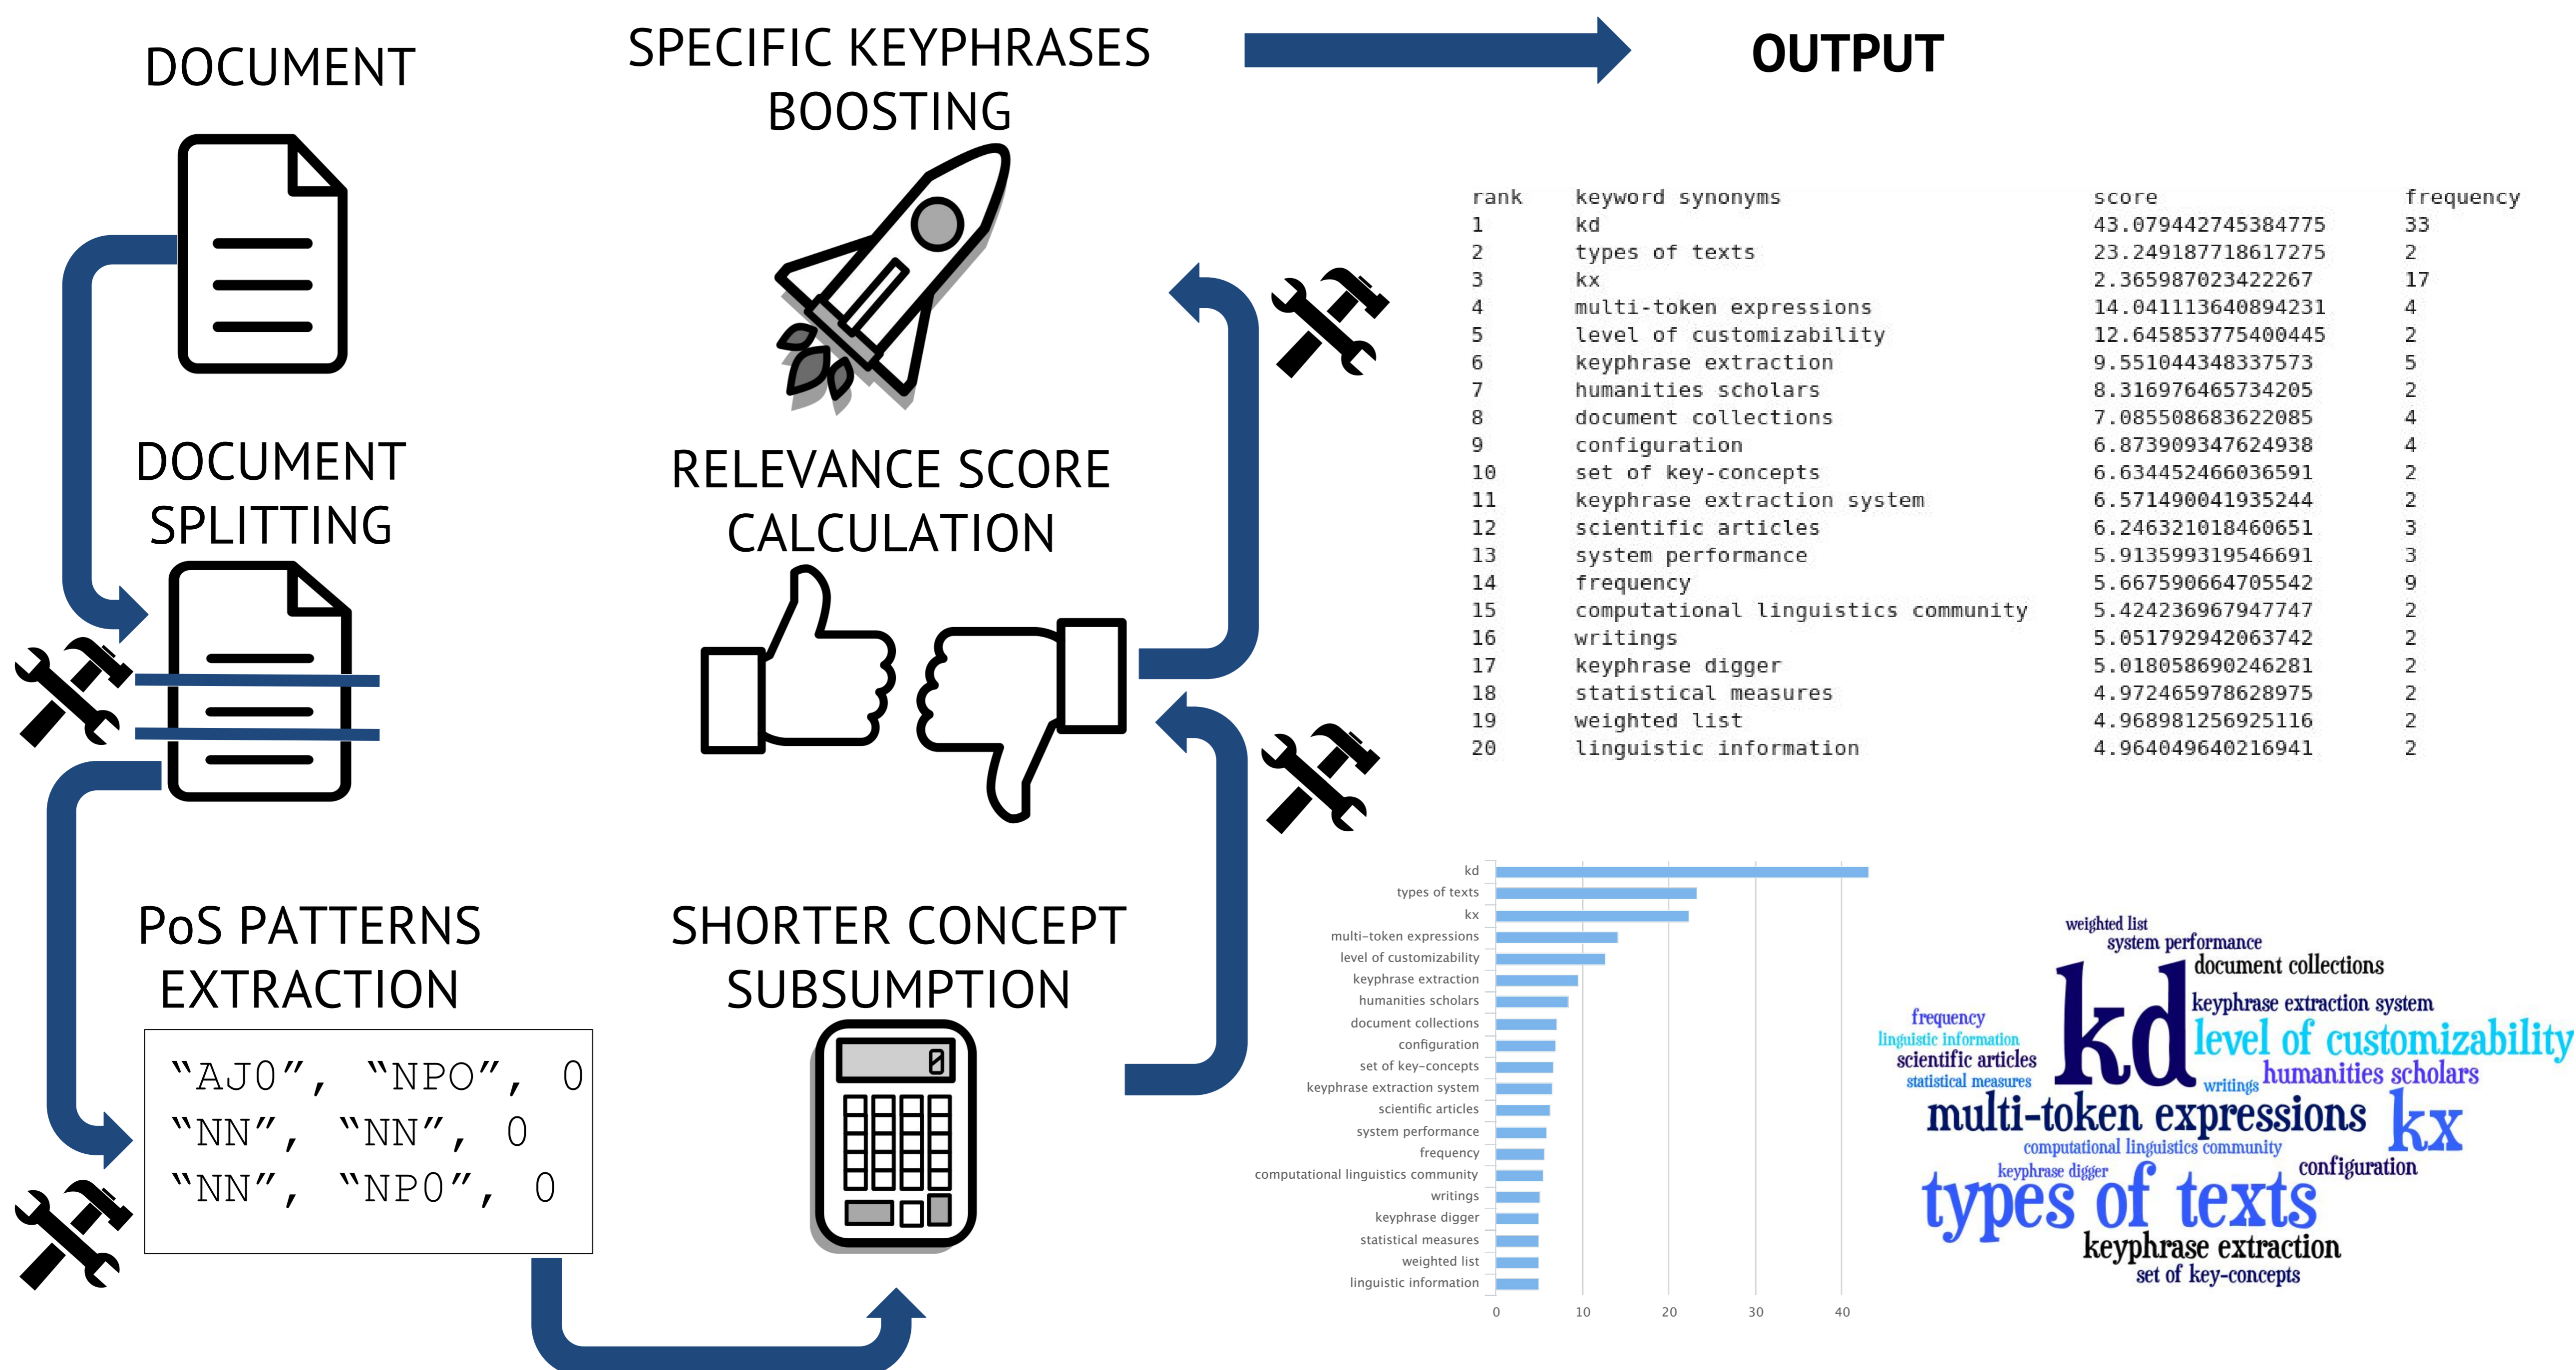 DOCUMENT
DOCUMENT
SPLITTING
PoS PATTERNS
EXTRACTION
“AJ0”, “NPO”, 0
“NN”, “NN”, 0
“NN”, “NP0”, 0
SHORTER CONCEPT
SUBSUMPTION
0
RELEVANCE SCORE
CALCULATION
SPECIFIC KEYPHRASES
BOOSTING
OUTPUT
rank keyword synonyms score frequency
1 kd 43.079442745384775 33
2 types of texts 23.249187718617275 2
3 kx 2.365987023422267 17
4 multi-token expressions 14.041113640894231 4
5 level of customizability 12.645853775400445 2
6 keyphrase extraction 9.551044348337573 5
7 humanities scholars 8.316976465734205 2
8 document collections 7.085508683622085 4
9 configuration 6.873909347624938 4
10 set of key-concepts 6.634452466036591 2
11 keyphrase extraction system 6.571490041935244 2
12 scientific articles 6.246321018460651 3
13 system performance 5.913599319546691 3
14 frequency 5.667590664705542 9
15 computational linguistics community 5.424236967947747 2
16 writings 5.051792942063742 2
17 keyphrase digger 5.018058690246281 2
18 statistical measures 4.972465978628975 2
19 weighted list 4.968981256925116 2
20 linguistic information 4.964049640216941 2
kd
types of texts
kx
multi-token expressions
level of customizability
keyphrase extraction
humanities scholars
document collections
configuration
set of key-concepts
keyphrase extraction system
scientific articles
system performance
frequency
computational linguistics community
writings
keyphrase digger
statistical measures
weighted list
linguistic information
0 10 20 30 40
weighted list
system performance
document collections
kd
keyphrase extraction system
frequency
level of customizability
linguistic information
scientific articles
humanities scholars
statistical measures
writings
multi-token expressions
kx
computational linguistics community
configuration
keyphrase digger
types of texts
keyphrase extraction
set of key-concepts